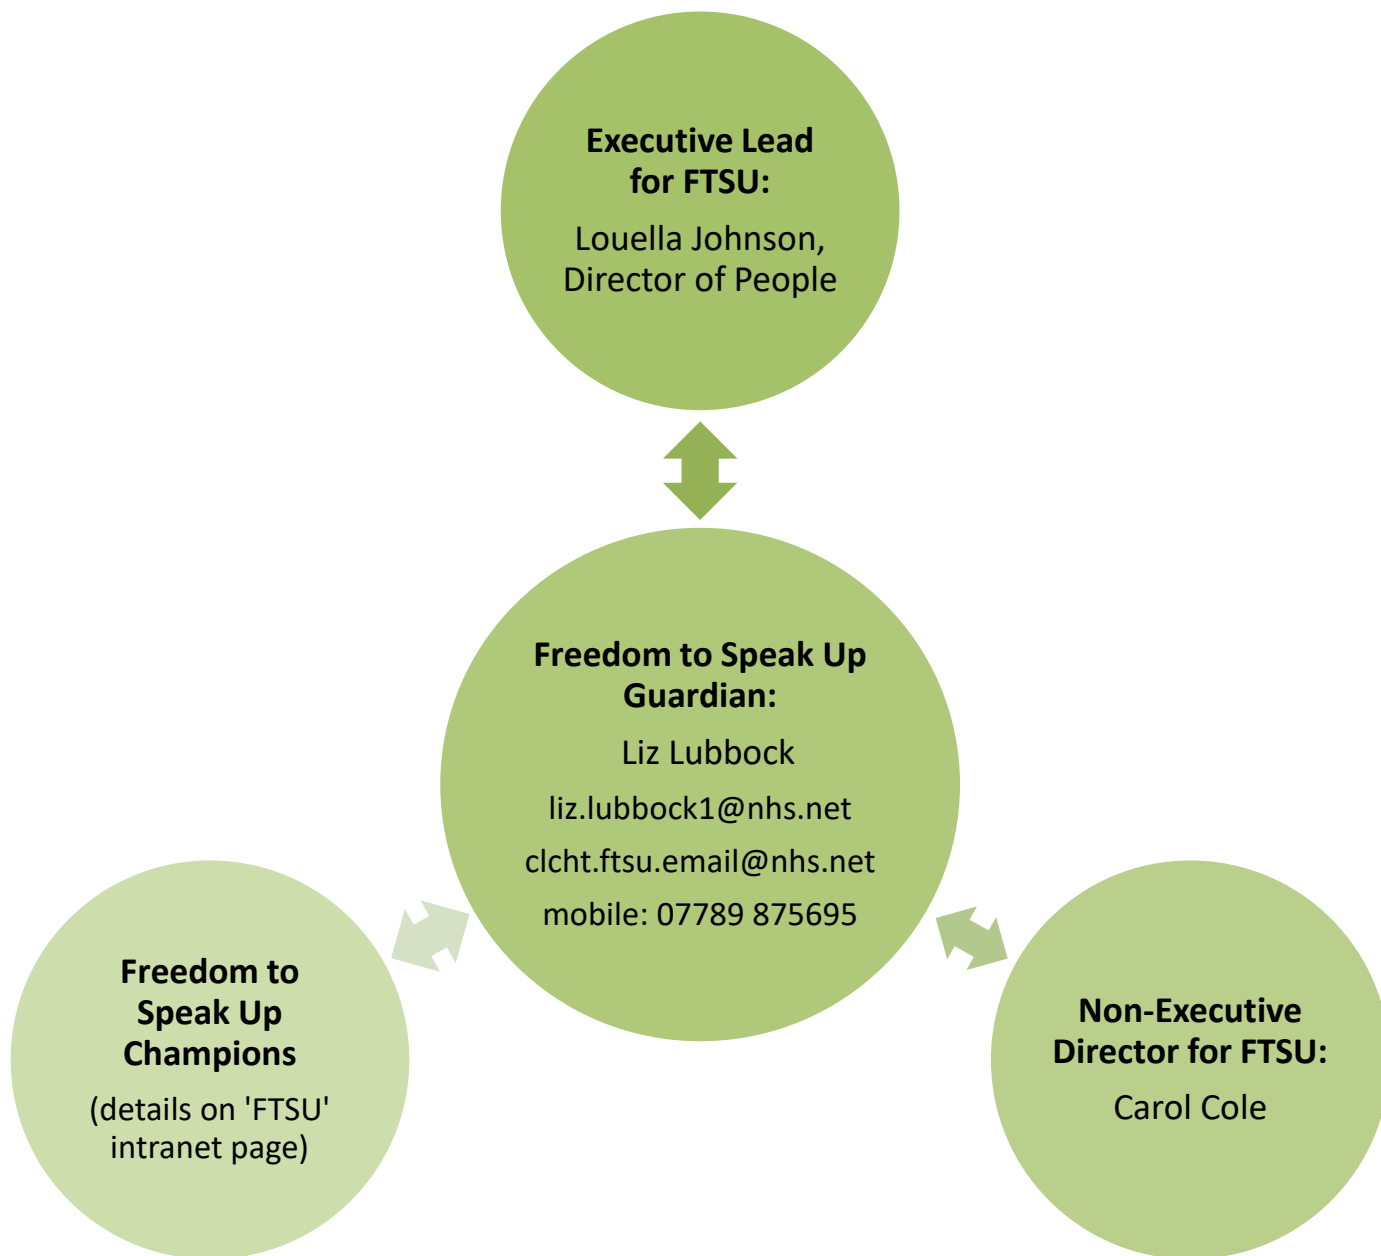 Executive Lead
for FTSU:
Louella Johnson,
Director of People
Freedom to Speak Up
Guardian:
Liz Lubbock
liz.lubbock1@nhs.net
clcht.ftsu.email@nhs.net
mobile: 07789 875695
Freedom to
Speak Up
Champions
(details on 'FTSU'
intranet page)
Non-Executive
Director for FTSU:
Carol Cole